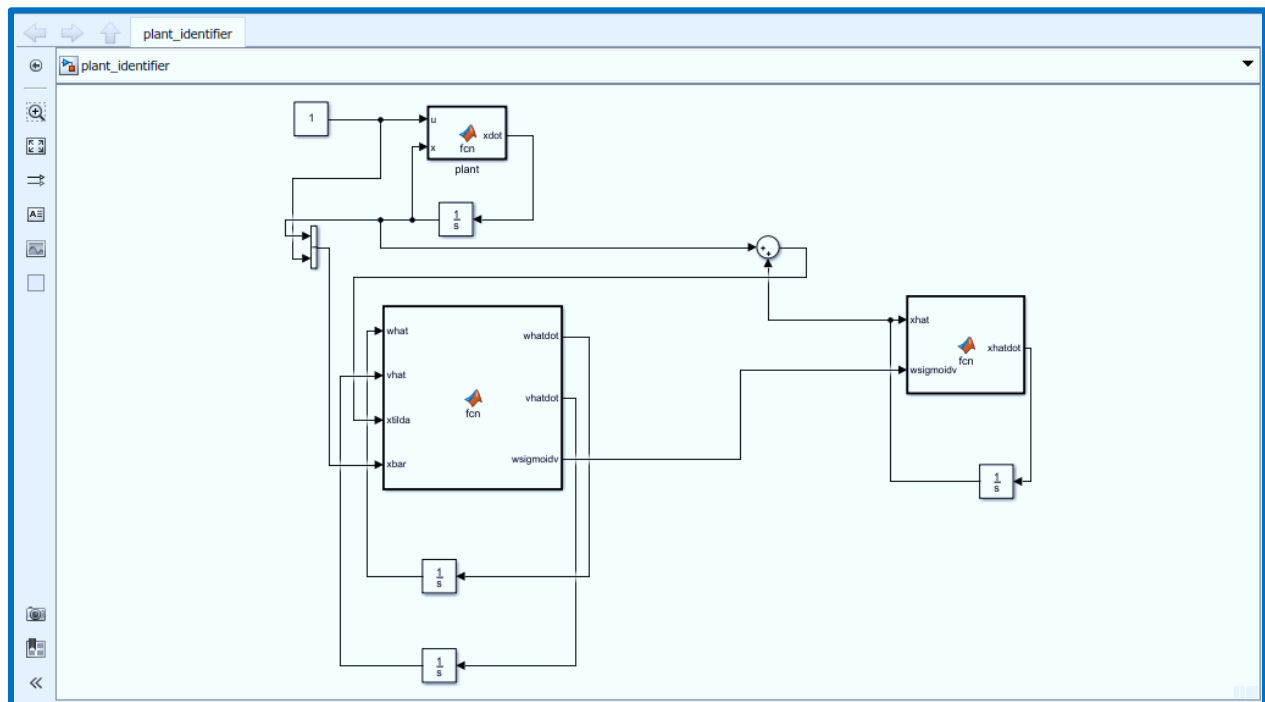 plant_identifier
plant_identifier
1
u
x
xdot
fcn
plant
1
s
+
+
what
vhat
xtilda
xbar
fcn
whatdot
vhatdot
wsigmoidv
xhat
wsigmoidv
fcn
xhatdot
1
s
1
s
1
s
A